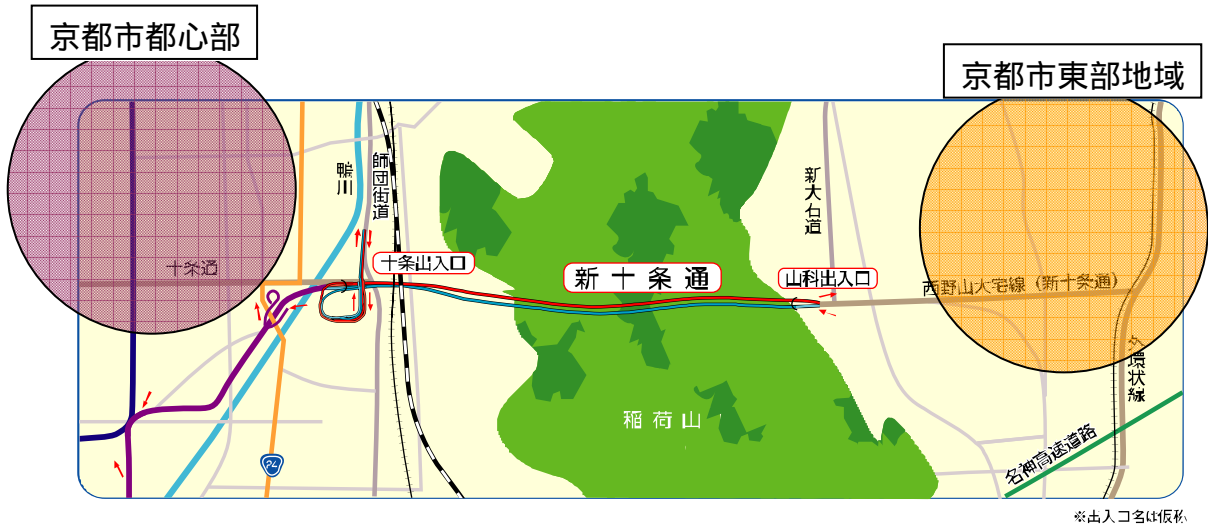 京都市都心部
京都市東部地域
鴨川
師団街道
新大石道
十条通
十条出入口
新十条通
山科出入口
西野山大宅線（新十条通）
環状線
稲荷山
24
名神高速道路
※出入口名は仮称